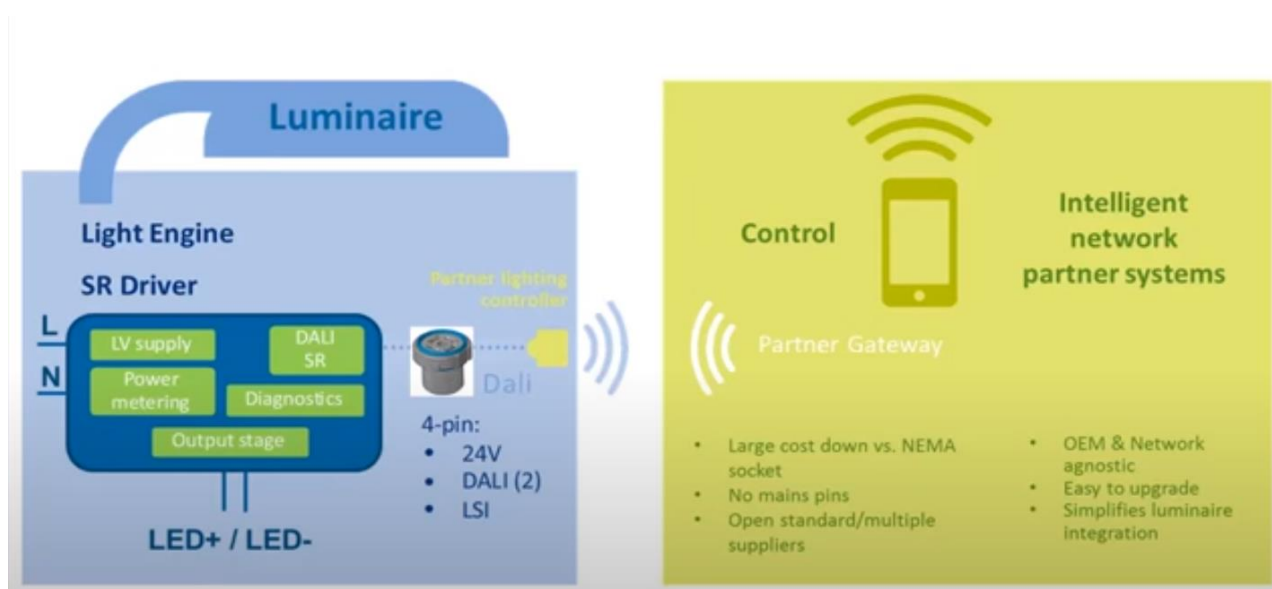 Luminaire
Light Engine
SR Driver
Partner lighting
controller
L
N
LV supply
DALI
SR
Power
metering
Diagnostics
Output stage
LED+ / LED-
Dali
4-pin:
• 24V
• DALI (2)
• LSI
Control
Intelligent
network
partner systems
Partner Gateway
• Large cost down vs. NEMA
socket
• No mains pins
• Open standard/multiple
suppliers
• OEM & Network
agnostic
• Easy to upgrade
• Simplifies luminaire
integration